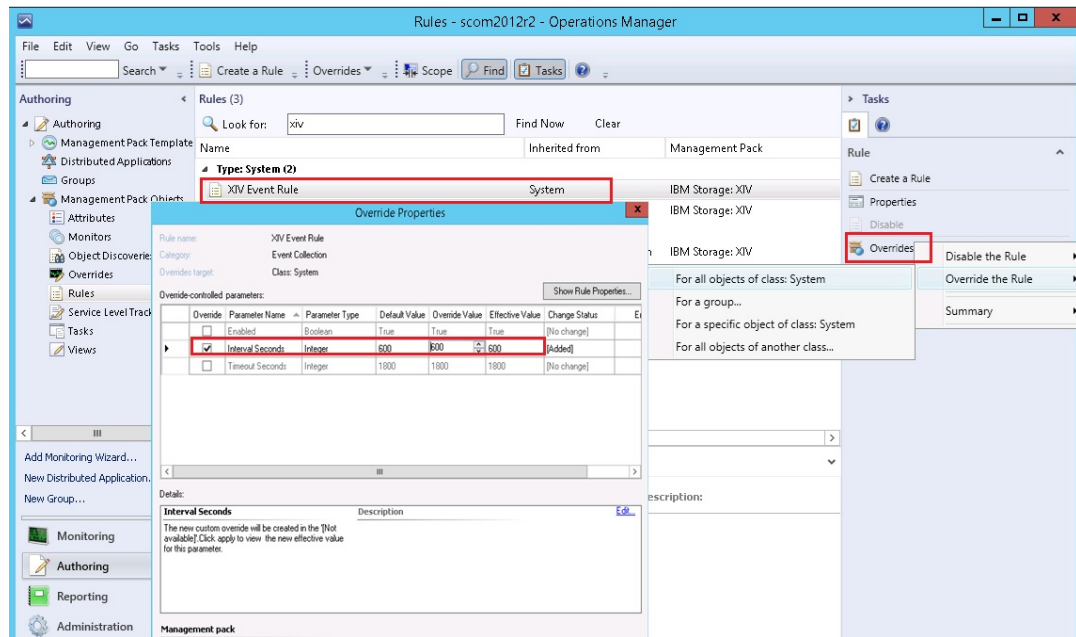 Rules - scom2012r2 - Operations Manager
File Edit View Go Tasks Tools Help
Search Create a Rule Overrides Scope Find Tasks
Authoring
Authoring
Management Pack Template
Distributed Applications
Groups
Management Pack Objects
Attributes
Monitors
Object Discoverie
Overrides
Rules
Service Level Track
Tasks
Views
Add Monitoring Wizard...
New Distributed Application.
New Group...
Monitoring
Authoring
Reporting
Administration
Rules (3)
Look for: xiv Find Now Clear
Name Inherited from Management Pack
Type: System (2)
XIV Event Rule System IBM Storage: XIV
IBM Storage: XIV
IBM Storage: XIV
escription:
Override Properties
Rule name: XIV Event Rule
Category: Event Collection
Overrides target: Class: System
Override-controlled parameters: Show Rule Properties...
Override Parameter Name Parameter Type Default Value Override Value Effective Value Change Status
Enabled Boolean True True True [No change]
Interval Seconds Integer 600 600 600 [Added]
Timeout Seconds Integer 1800 1800 1800 [No change]
Details:
Interval Seconds Description Edit...
The new custom override will be created in the '[Not
available]'.Click apply to view the new effective value
for this parameter.
Management pack
Tasks
Rule
Create a Rule
Properties
Disable
Overrides
Disable the Rule
Override the Rule
Summary
For all objects of class: System
For a group...
For a specific object of class: System
For all objects of another class...